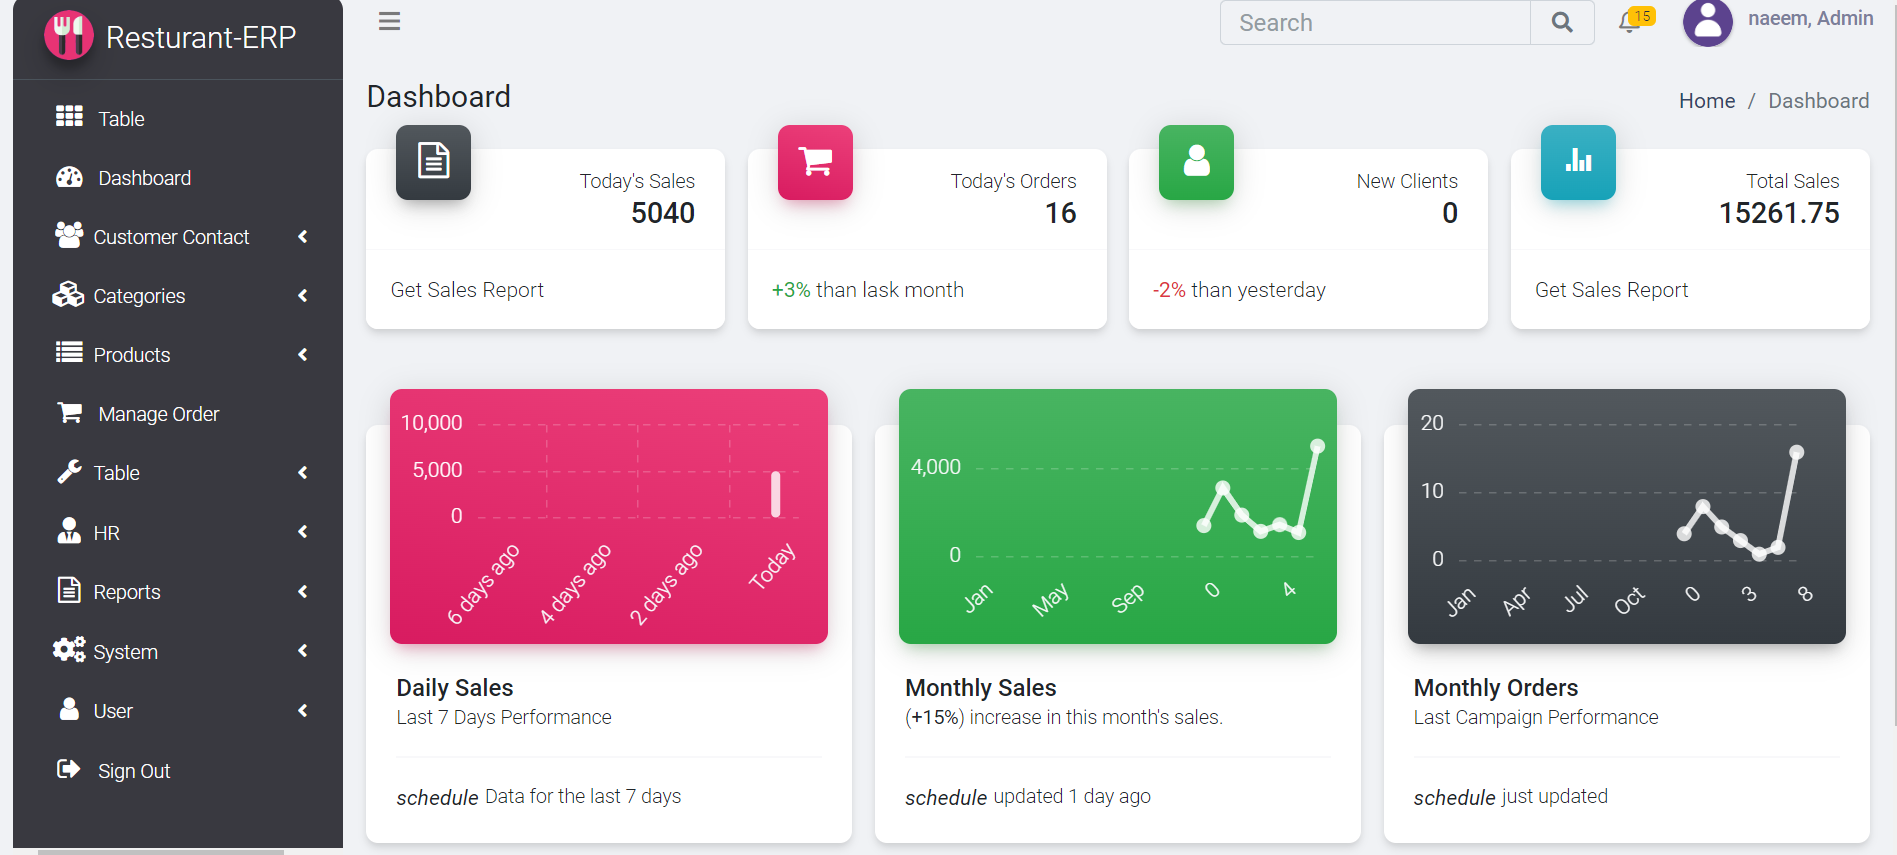 Resturant-ERP
Table
Dashboard
Customer Contact
Categories
Products
Manage Order
Table
HR
Reports
System
User
Sign Out
Search
15
naeem, Admin
Dashboard
Home / Dashboard
Today's Sales
5040
Get Sales Report
Today's Orders
16
+3% than lask month
New Clients
0
-2% than yesterday
Total Sales
15261.75
Get Sales Report
10,000
5,000
0
6 days ago
4 days ago
2 days ago
Today
Daily Sales
Last 7 Days Performance
schedule Data for the last 7 days
4,000
0
Jan
May
Sep
0
4
Monthly Sales
(+15%) increase in this month's sales.
schedule updated 1 day ago
20
10
0
Jan
Apr
Jul
Oct
0
3
8
Monthly Orders
Last Campaign Performance
schedule just updated